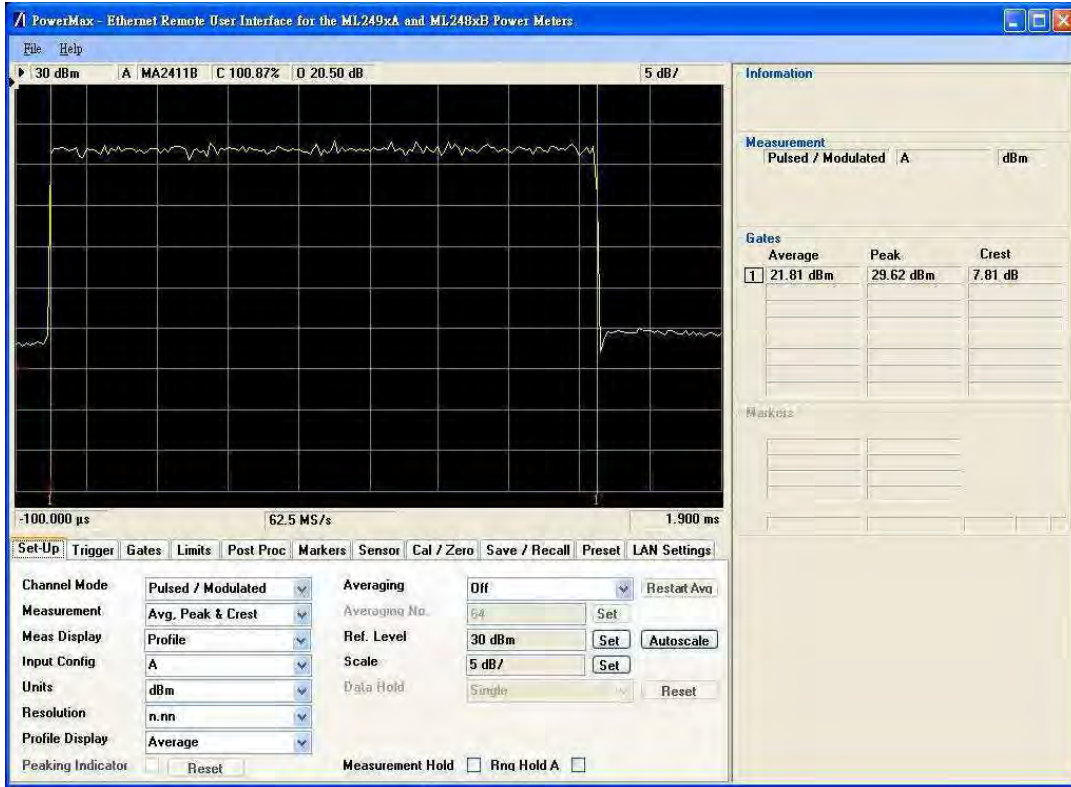 PowerMax - Ethernet Remote User Interface for the ML249xA and ML248xB Power Meters
File Help
30 dBm A MA2411B C 100.87% O 20.50 dB 5 dB/
1 1
-100.000 µs 62.5 MS/s 1.900 ms
Information
Measurement
Pulsed / Modulated A dBm
Gates
Average Peak Crest
1 21.81 dBm 29.62 dBm 7.81 dB
Markers
Set-Up Trigger Gates Limits Post Proc Markers Sensor Cal / Zero Save / Recall Preset LAN Settings
Channel Mode Pulsed / Modulated Averaging Off Restart Avg
Measurement Avg, Peak & Crest Averaging No. 64 Set
Meas Display Profile Ref. Level 30 dBm Set Autoscale
Input Config A Scale 5 dB/ Set
Units dBm Data Hold Single Reset
Resolution n.nn
Profile Display Average
Peaking Indicator Reset Measurement Hold Rng Hold A